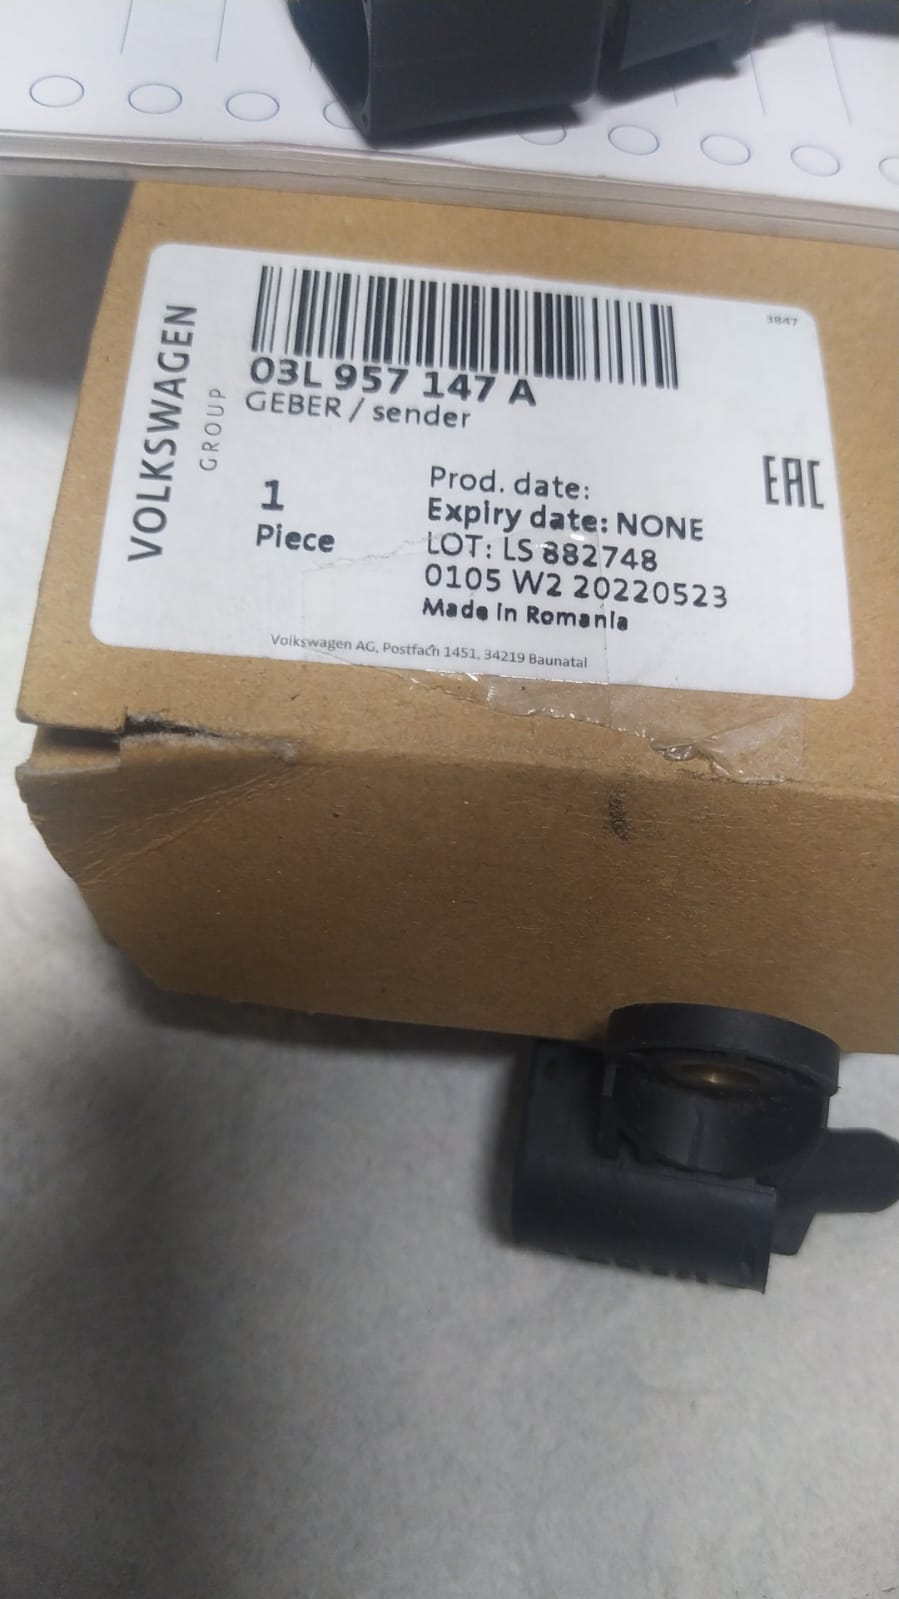 VOLKSWAGEN
GROUP
3847
03L 957 147 A
GEBER / sender
1
Piece
Prod. date:
Expiry date: NONE
LOT: LS 882748
0105 W2 20220523
Made in Romania
EAC
Volkswagen AG, Postfach 1451, 34219 Baunatal